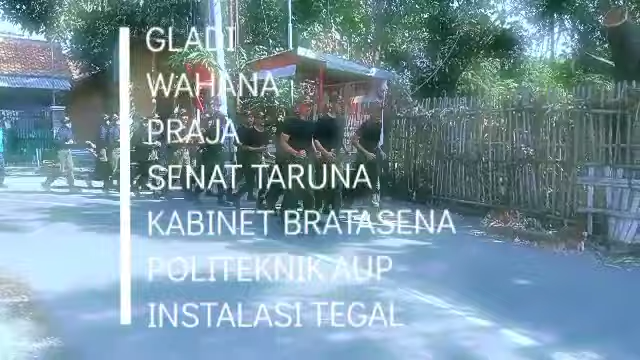 GLADI
WAHANA
PRAJA
SENAT TARUNA
KABINET BRATASENA
POLITEKNIK AUP
INSTALASI TEGAL